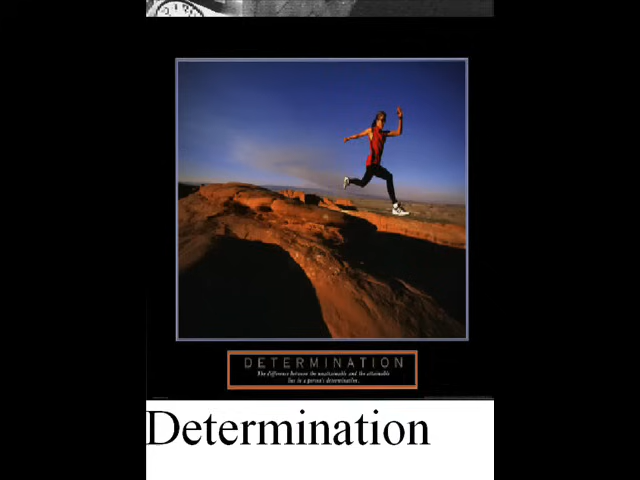 DETERMINATION
The difference between the unattainable and the attainable
lies in a person's determination.
Determination